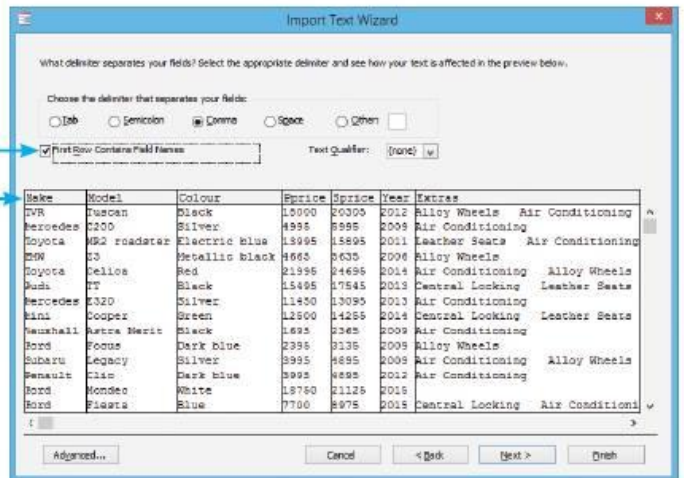 Import Text Wizard
What delimiter separates your fields? Select the appropriate delimiter and see how your text is affected in the preview below.
Choose the delimiter that separates your fields:
Tab Semicolon Comma Space Other:
First Row Contains Field Names Text Qualifier: {none}
Make Model Colour Pprice Sprice Year Extras
TVR Tuscan Black 18000 20305 2012 Alloy Wheels Air Conditioning
Mercedes C200 Silver 4995 5995 2009 Air Conditioning
Toyota MR2 roadster Electric blue 13995 15895 2011 Leather Seats Air Conditioning
BMW Z3 Metallic black 4665 5635 2006 Alloy Wheels
Toyota Celica Red 21995 24695 2014 Air Conditioning Alloy Wheels
Audi TT Black 15495 17545 2013 Central Locking Leather Seats
Mercedes E320 Silver 11450 13095 2013 Air Conditioning
Mini Cooper Green 12500 14255 2014 Central Locking Leather Seats
Vauxhall Astra Merit Black 1695 2365 2009 Air Conditioning
Ford Focus Dark blue 2395 3135 2009 Alloy Wheels
Subaru Legacy Silver 3995 4895 2009 Air Conditioning Alloy Wheels
Renault Clio Dark blue 3995 4895 2012 Air Conditioning
Ford Mondeo White 18750 21125 2015
Ford Fiesta Blue 7700 8975 2015 Central Locking Air Conditioni
Advanced... Cancel < Back Next > Finish